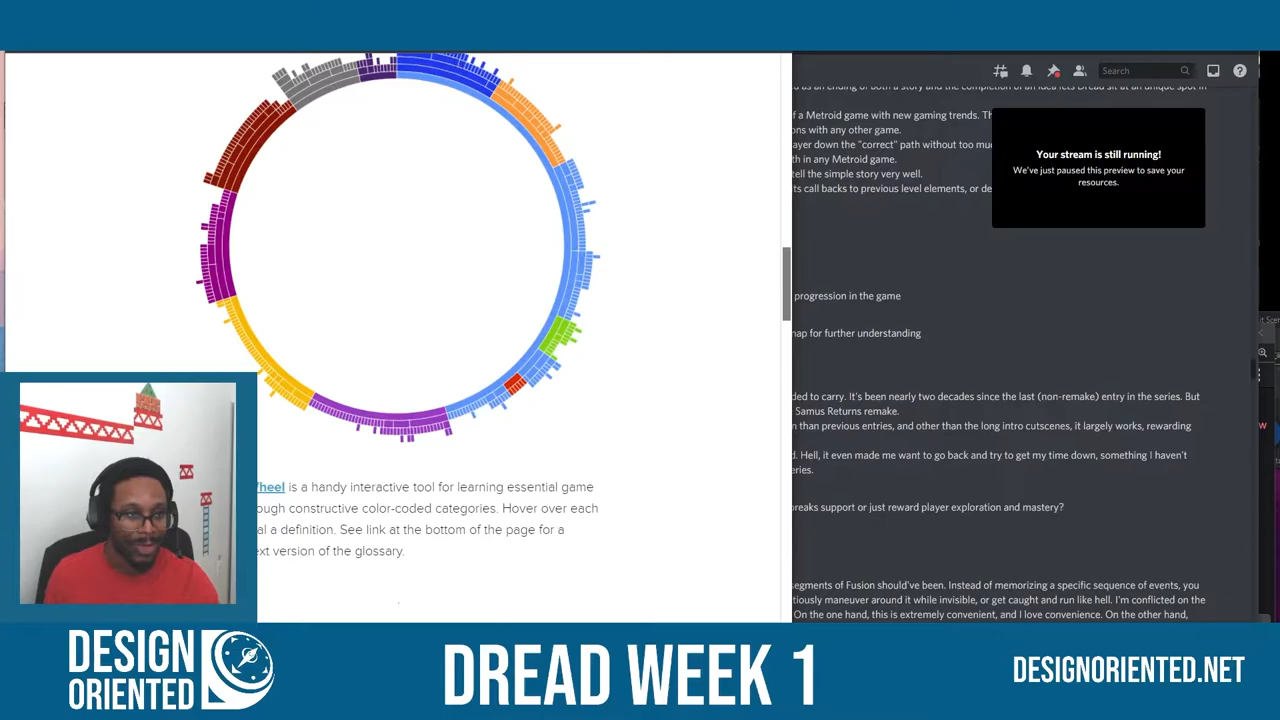 Search
as an ending of both a story and the completion of an idea lets Dread sit at an unique spot in
of a Metroid game with new gaming trends. Th
ons with any other game.
ayer down the "correct" path without too muc
th in any Metroid game.
tell the simple story very well.
its call backs to previous level elements, or de
Your stream is still running!
We've just paused this preview to save your
resources.
progression in the game
map for further understanding
ded to carry. It's been nearly two decades since the last (non-remake) entry in the series. But
Samus Returns remake.
n than previous entries, and other than the long intro cutscenes, it largely works, rewarding
d. Hell, it even made me want to go back and try to get my time down, something I haven't
eries.
breaks support or just reward player exploration and mastery?
segments of Fusion should've been. Instead of memorizing a specific sequence of events, you
tiously maneuver around it while invisible, or get caught and run like hell. I'm conflicted on the
On the one hand, this is extremely convenient, and I love convenience. On the other hand,
Wheel is a handy interactive tool for learning essential game
ough constructive color-coded categories. Hover over each
al a definition. See link at the bottom of the page for a
ext version of the glossary.
DESIGN
ORIENTED
DREAD WEEK 1
DESIGNORIENTED.NET